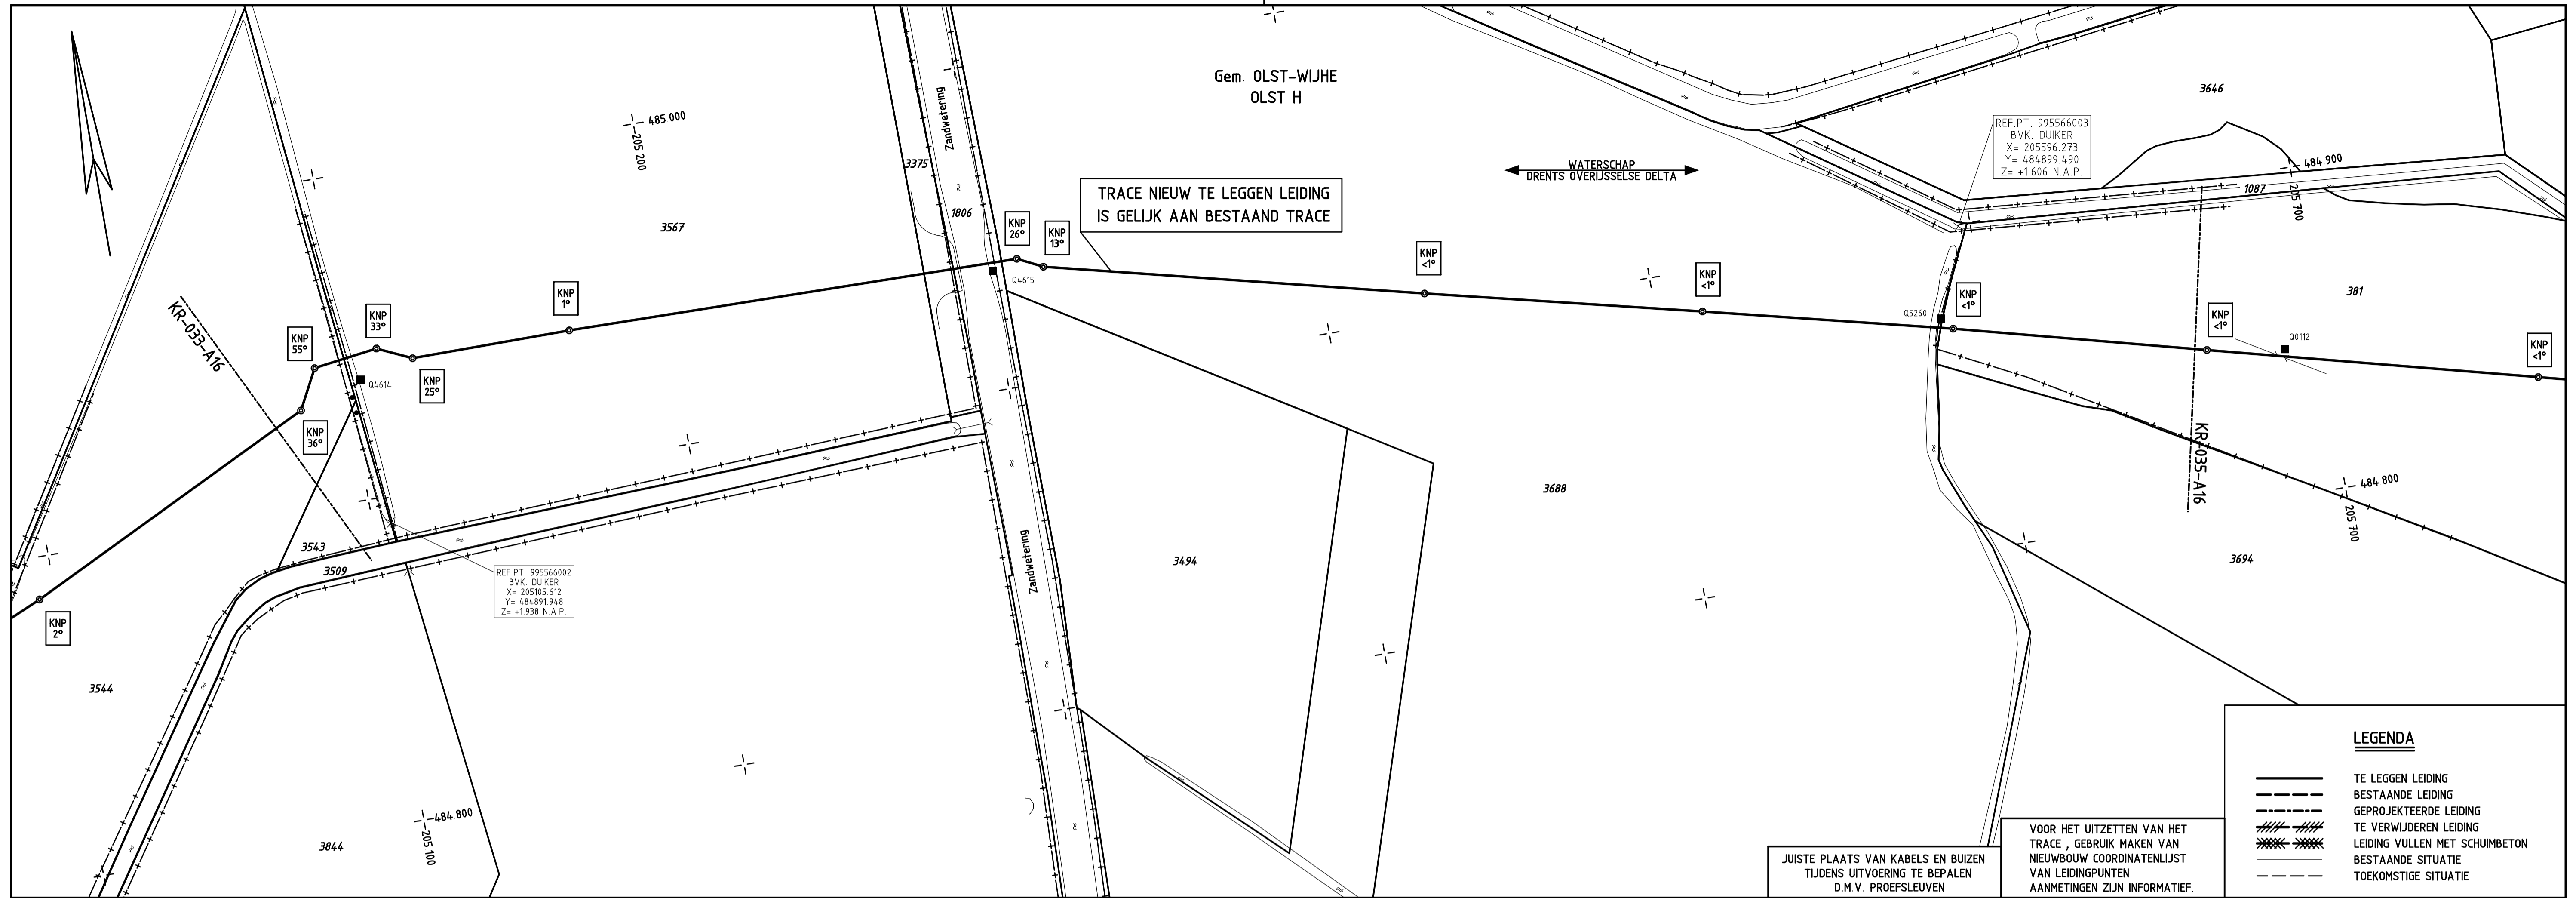 Gem. OLST-WIJHE
OLST H
485 000
205 200
Zandwetering
3375
1806
3567
TRACE NIEUW TE LEGGEN LEIDING
IS GELIJK AAN BESTAAND TRACE
WATERSCHAP
DRENTS OVERIJSSELSE DELTA
REF.PT. 995566003
BVK. DUIKER
X= 205596.273
Y= 484899.490
Z= +1.606 N.A.P.
3646
484 900
205 700
1087
381
KNP
26°
KNP
13°
Q4615
KNP
<1°
KNP
<1°
Q5260
KNP
<1°
KNP
<1°
Q0112
KNP
<1°
KR-033-A16
KNP
55°
KNP
33°
KNP
1°
Q4614
KNP
25°
KNP
36°
KR-035-A16
3688
484 800
205 700
3543
3509
REF.PT. 995566002
BVK. DUIKER
X= 205105.612
Y= 484891.948
Z= +1.938 N.A.P.
Zandwetering
3494
3694
KNP
2°
3544
3844
484 800
205 100
JUISTE PLAATS VAN KABELS EN BUIZEN
TIJDENS UITVOERING TE BEPALEN
D.M.V. PROEFSLEUVEN
VOOR HET UITZETTEN VAN HET
TRACE , GEBRUIK MAKEN VAN
NIEUWBOUW COORDINATENLIJST
VAN LEIDINGPUNTEN.
AANMETINGEN ZIJN INFORMATIEF.
LEGENDA
TE LEGGEN LEIDING
BESTAANDE LEIDING
GEPROJEKTEERDE LEIDING
TE VERWIJDEREN LEIDING
LEIDING VULLEN MET SCHUIMBETON
BESTAANDE SITUATIE
TOEKOMSTIGE SITUATIE